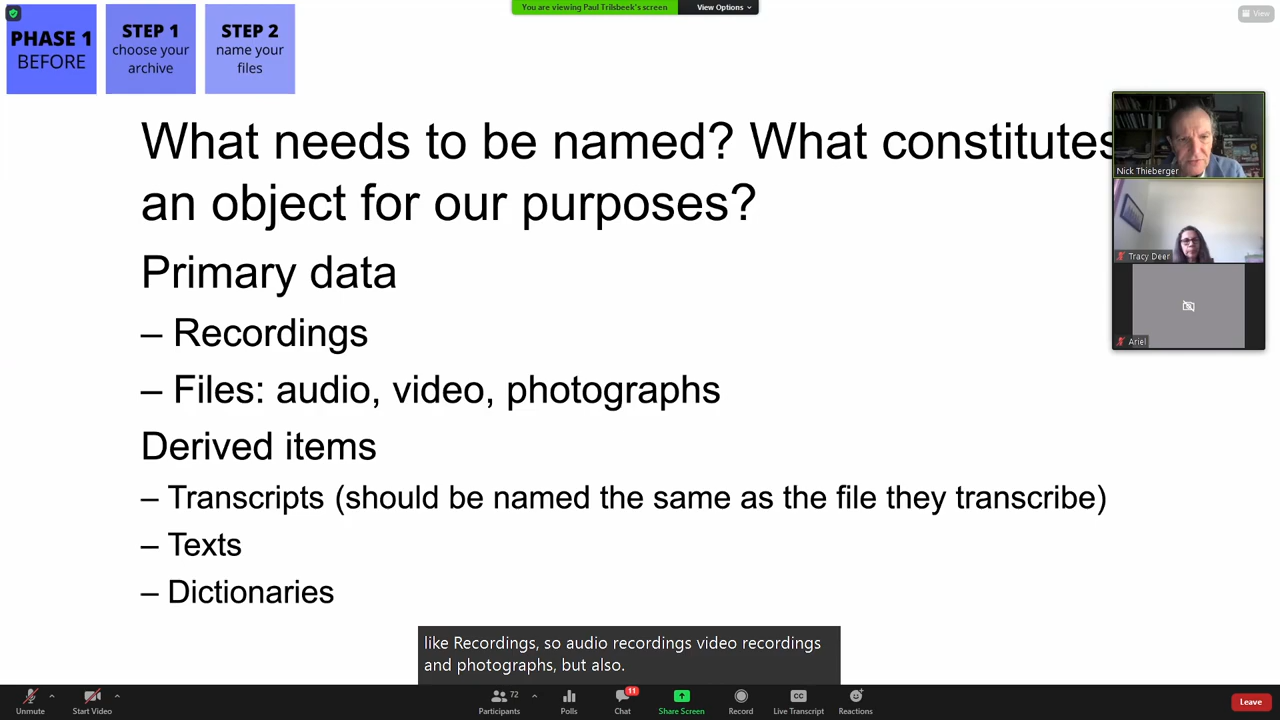 You are viewing Paul Trilsbeek's screen
View Options
View
PHASE 1
BEFORE
STEP 1
choose your
archive
STEP 2
name your
files
What needs to be named? What constitutes
an object for our purposes?
Primary data
– Recordings
– Files: audio, video, photographs
Derived items
– Transcripts (should be named the same as the file they transcribe)
– Texts
– Dictionaries
Nick Thieberger
Tracy Deer
Ariel
like Recordings, so audio recordings video recordings
and photographs, but also.
Unmute
Start Video
72
Participants
Polls
11
Chat
Share Screen
Record
CC
Live Transcript
Reactions
Leave